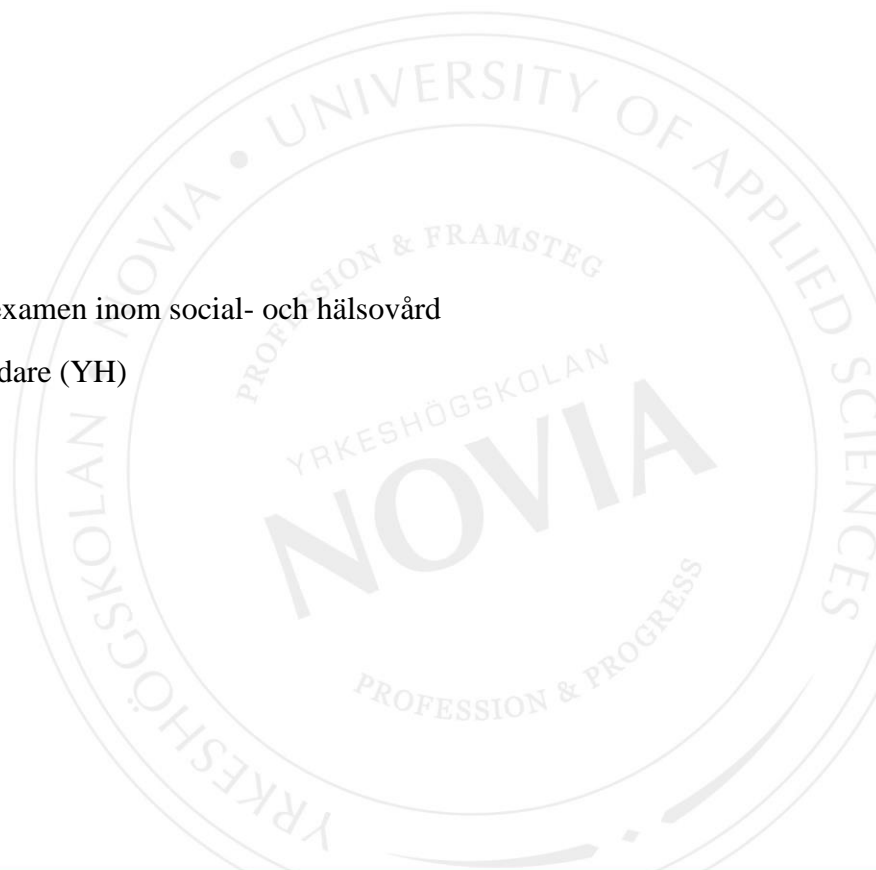 UNIVERSITY OF APPLIED SCIENCES
YRKESHÖGSKOLAN • NOVIA •
PROFESSION & FRAMSTEG
examen inom social- och hälsovård
dare (YH)
YRKESHÖGSKOLAN
NOVIA
PROFESSION & PROGRESS